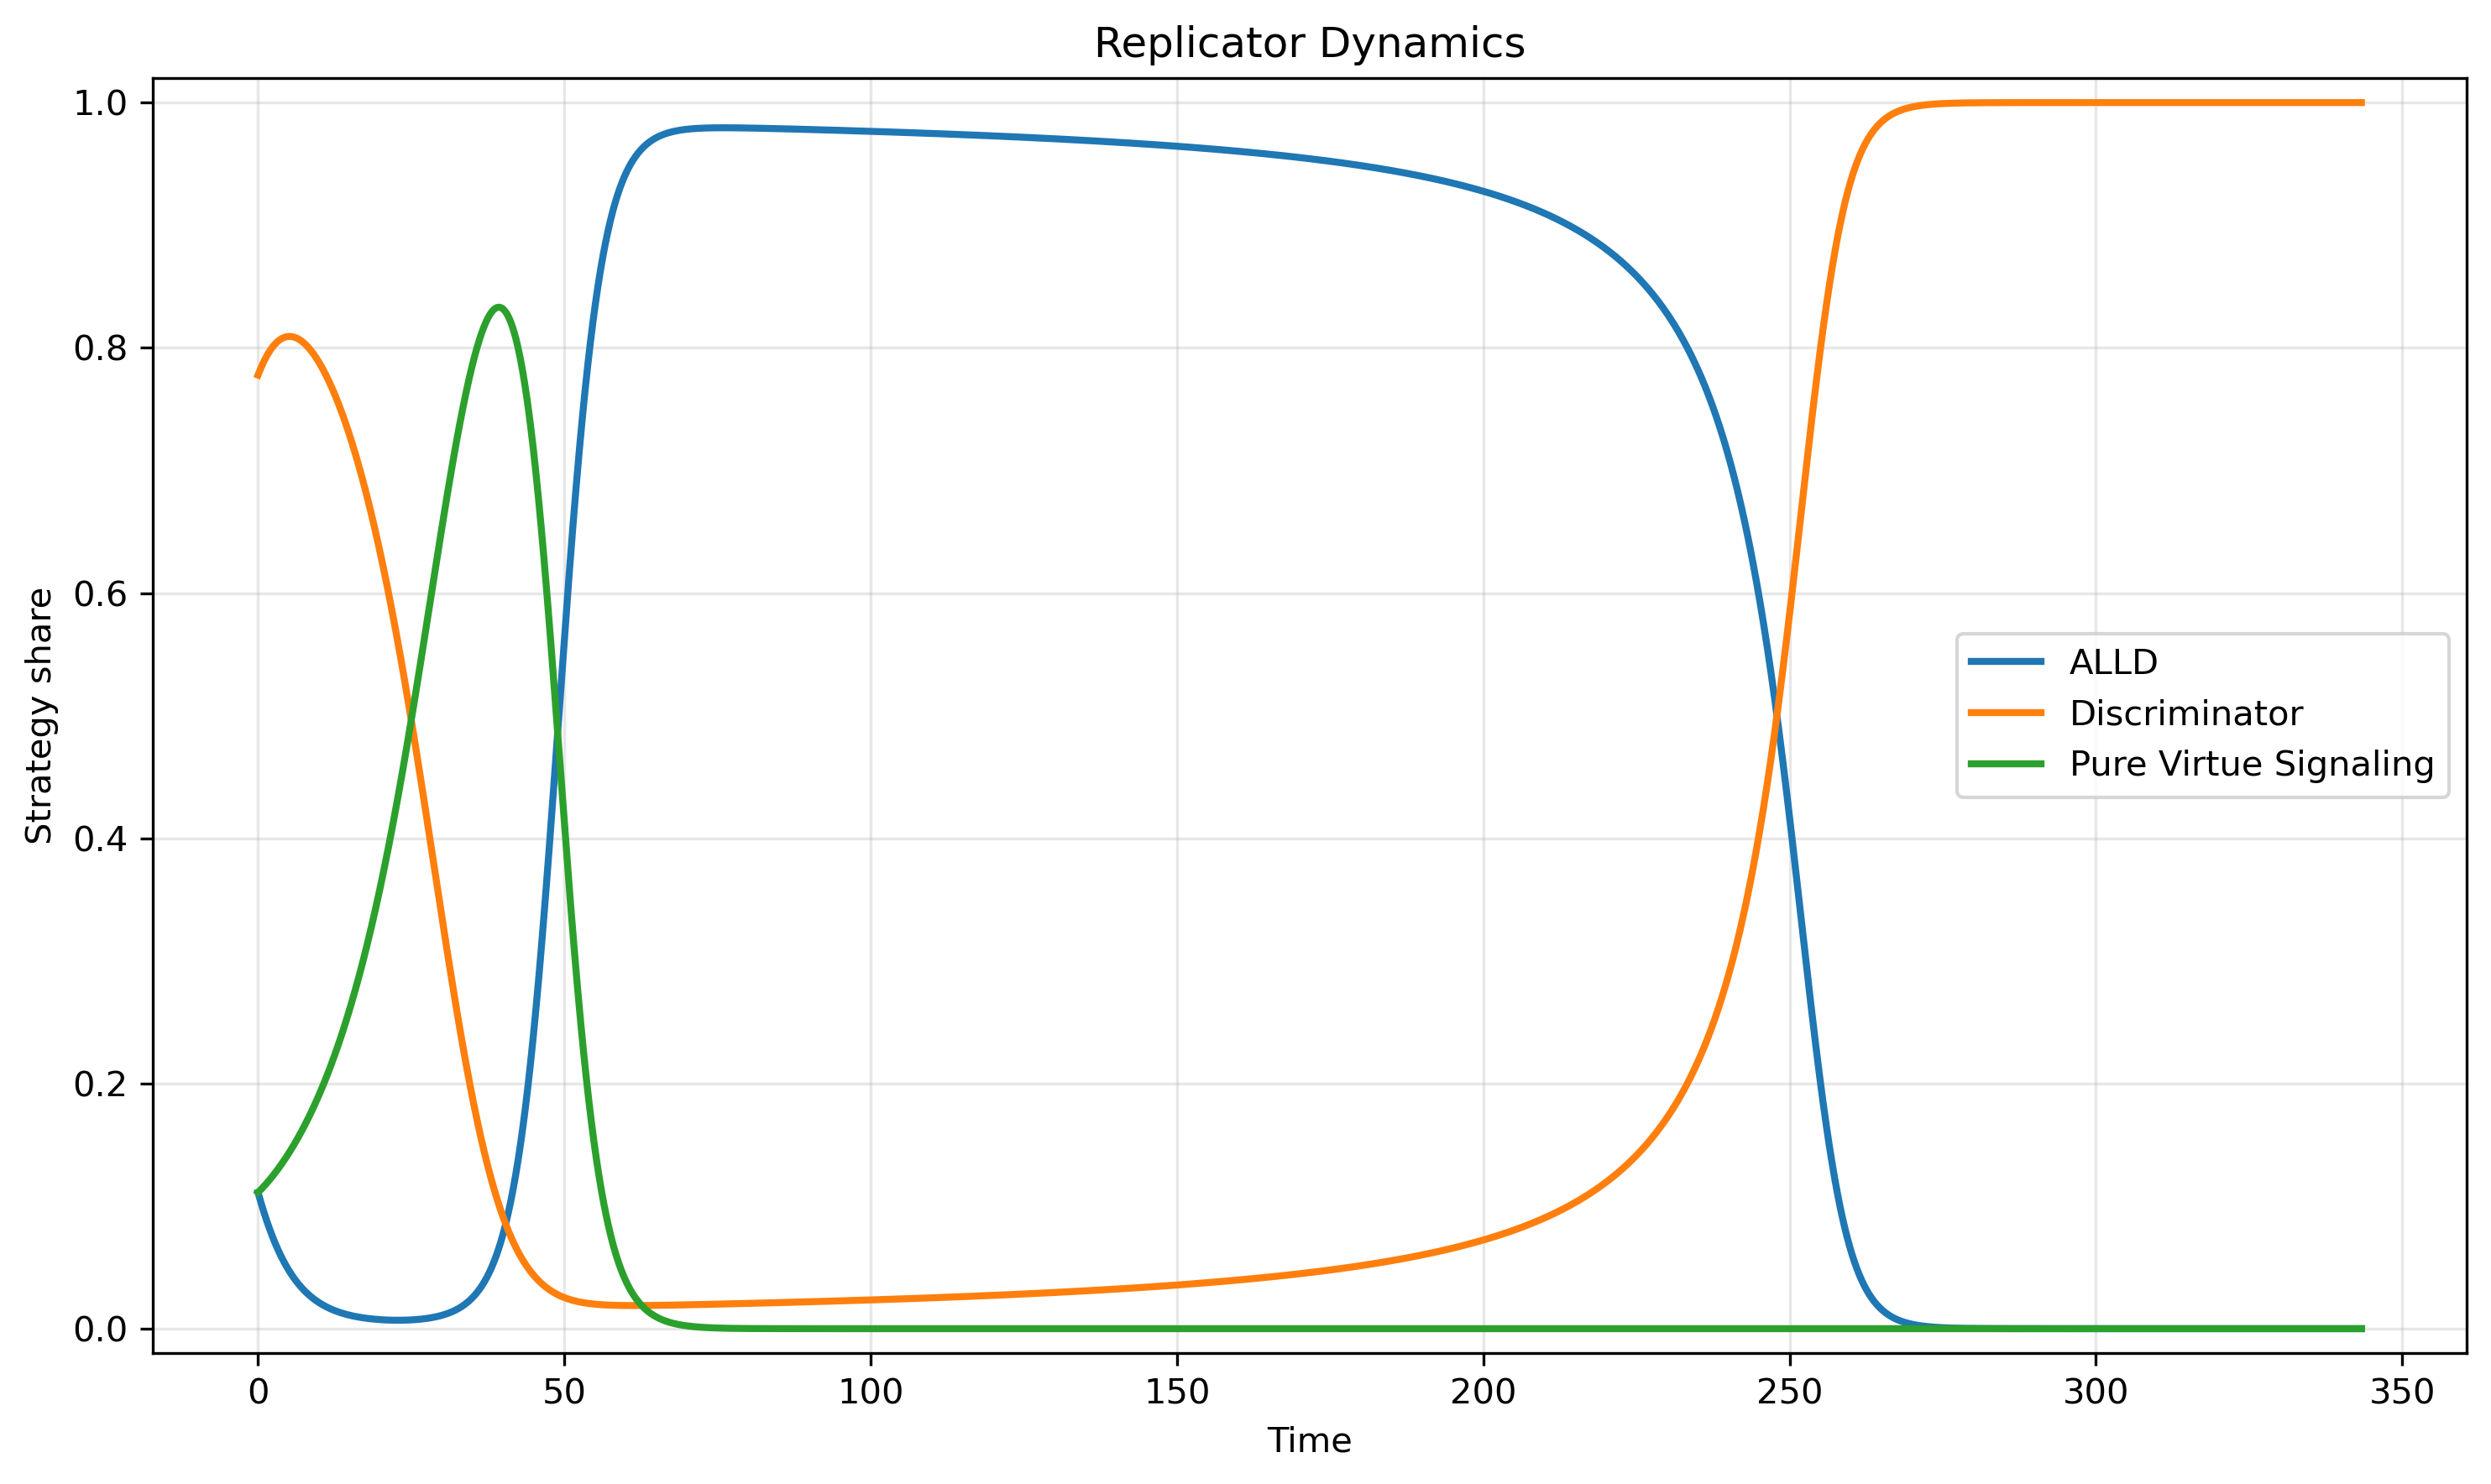 Replicator Dynamics
1.0
0.8
0.6
0.4
0.2
0.0
Strategy share
ALLD
Discriminator
Pure Virtue Signaling
0 50 100 150 200 250 300 350
Time